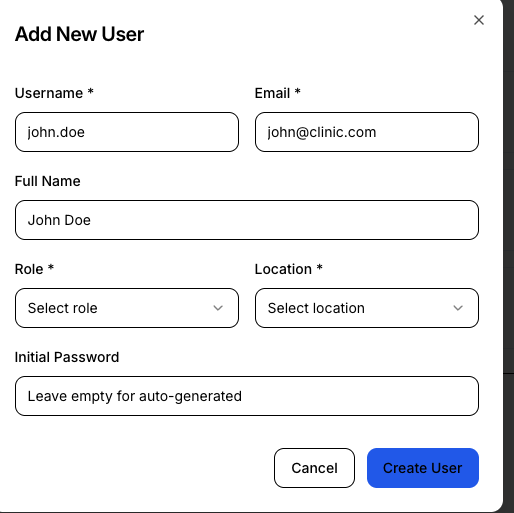 Add New User
Username * Email *
john.doe john@clinic.com
Full Name
John Doe
Role * Location *
Select role Select location
Initial Password
Leave empty for auto-generated
Cancel Create User